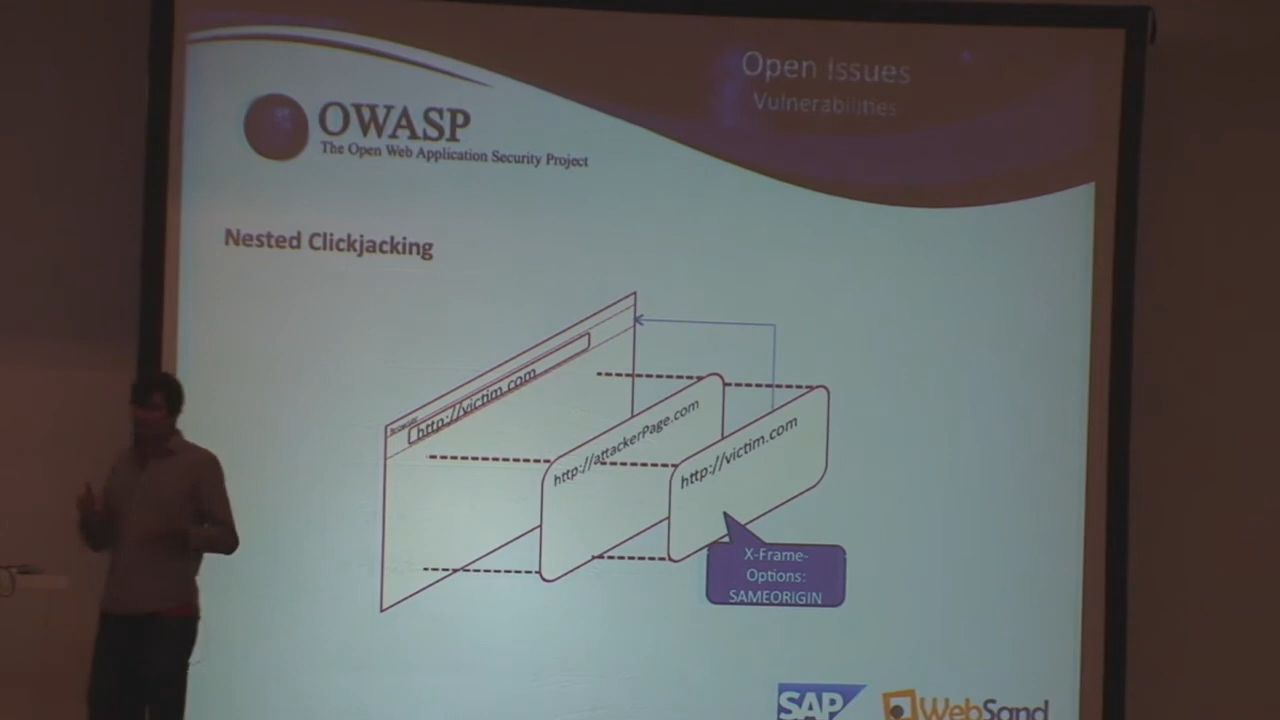 Open Issues
Vulnerabilities
OWASP
The Open Web Application Security Project
Nested Clickjacking
Browser
http://victim.com
http://attackerPage.com
http://victim.com
X-Frame-
Options:
SAMEORIGIN
SAP
WebSand